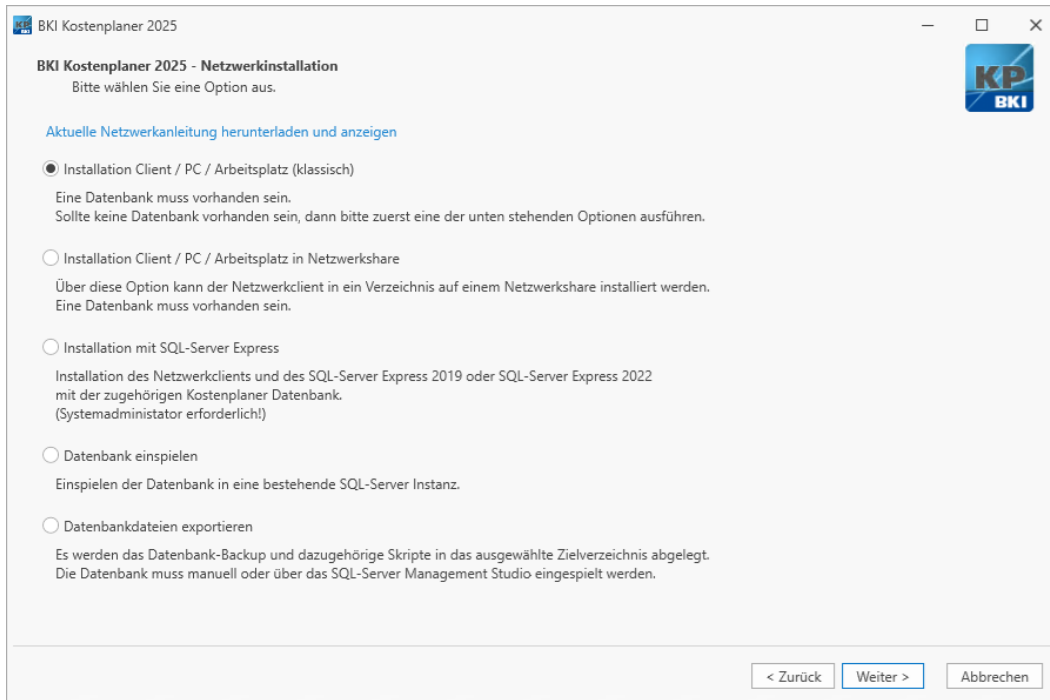 BKI Kostenplaner 2025
BKI Kostenplaner 2025 - Netzwerkinstallation
Bitte wählen Sie eine Option aus.
KP
BKI
Aktuelle Netzwerkanleitung herunterladen und anzeigen
Installation Client / PC / Arbeitsplatz (klassisch)
Eine Datenbank muss vorhanden sein.
Sollte keine Datenbank vorhanden sein, dann bitte zuerst eine der unten stehenden Optionen ausführen.
Installation Client / PC / Arbeitsplatz in Netzwerkshare
Über diese Option kann der Netzwerkclient in ein Verzeichnis auf einem Netzwerkshare installiert werden.
Eine Datenbank muss vorhanden sein.
Installation mit SQL-Server Express
Installation des Netzwerkclients und des SQL-Server Express 2019 oder SQL-Server Express 2022
mit der zugehörigen Kostenplaner Datenbank.
(Systemadministator erforderlich!)
Datenbank einspielen
Einspielen der Datenbank in eine bestehende SQL-Server Instanz.
Datenbankdateien exportieren
Es werden das Datenbank-Backup und dazugehörige Skripte in das ausgewählte Zielverzeichnis abgelegt.
Die Datenbank muss manuell oder über das SQL-Server Management Studio eingespielt werden.
< Zurück Weiter > Abbrechen